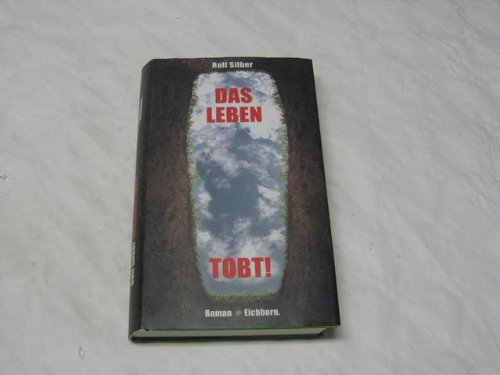 Rolf Silber
DAS
LEBEN
TOBT!
Roman Eichborn.